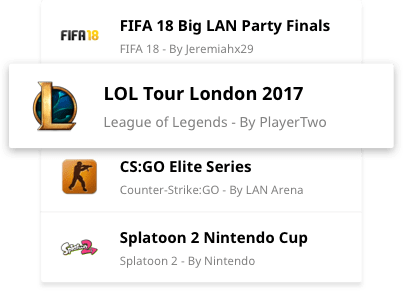 FIFA 18
FIFA 18 Big LAN Party Finals
FIFA 18 - By Jeremiahx29
L
LOL Tour London 2017
League of Legends - By PlayerTwo
CS:GO Elite Series
Counter-Strike:GO - By LAN Arena
Splatoon 2
Splatoon 2 Nintendo Cup
Splatoon 2 - By Nintendo